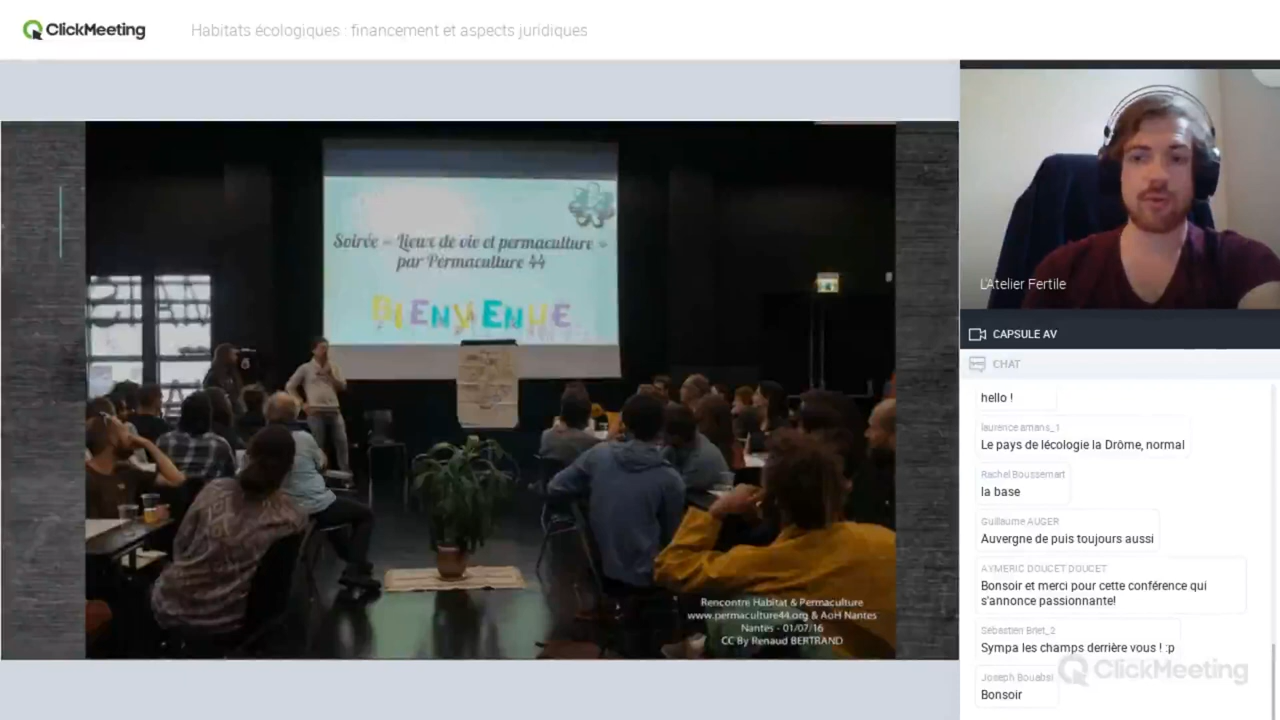 ClickMeeting
Habitats écologiques : financement et aspects juridiques
Soirée « Lieux de vie et permaculture »
par Permaculture 44
BIENVENUE
Rencontre Habitat & Permaculture
www.permaculture44.org & AoH Nantes
Nantes - 01/07/16
CC By Renaud BERTRAND
L'Atelier Fertile
CAPSULE AV
CHAT
hello !
laurence amans_1
Le pays de lécologie la Drôme, normal
Rachel Boussemart
la base
Guillaume AUGER
Auvergne de puis toujours aussi
AYMERIC DOUCET DOUCET
Bonsoir et merci pour cette conférence qui
s'annonce passionnante!
Sébastien Briet_2
Sympa les champs derrière vous ! :p
ClickMeeting
Joseph Bouabsi
Bonsoir